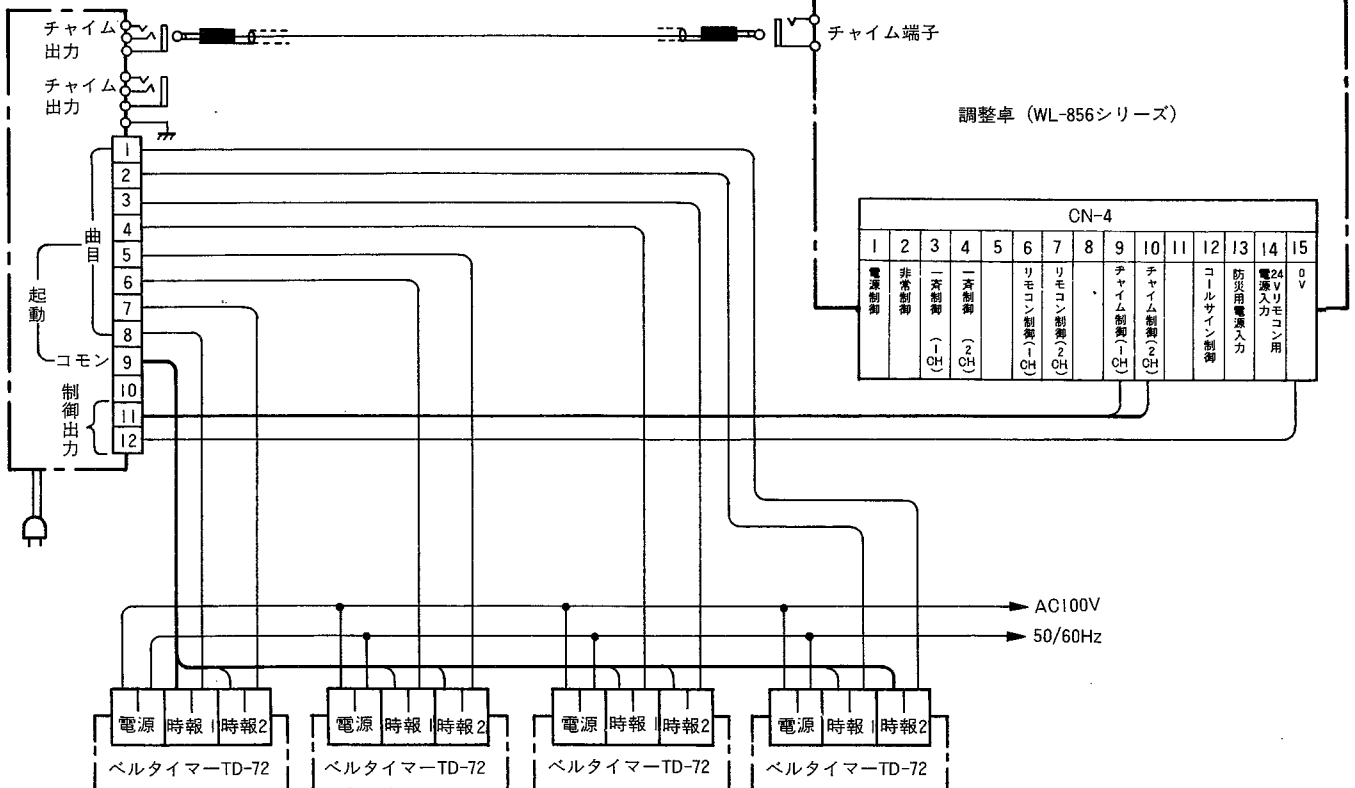 チャイム
出力
チャイム
出力
チャイム端子
調整卓 (WL-856シリーズ)
1
2
3
4
5
6
7
8
9
10
11
12
曲目
起動
コモン
制御出力
CN-4
1 2 3 4 5 6 7 8 9 10 11 12 13 14 15
電源制御
非常制御
一斉制御(1CH)
一斉制御(2CH)
リモコン制御(1CH)
リモコン制御(2CH)
チャイム制御(1CH)
チャイム制御(2CH)
コールサイン制御
防災用電源入力
24Vリモコン用
電源入力
0V
AC100V
50/60Hz
電源 時報1 時報2
ベルタイマーTD-72
電源 時報1 時報2
ベルタイマーTD-72
電源 時報1 時報2
ベルタイマーTD-72
電源 時報1 時報2
ベルタイマーTD-72